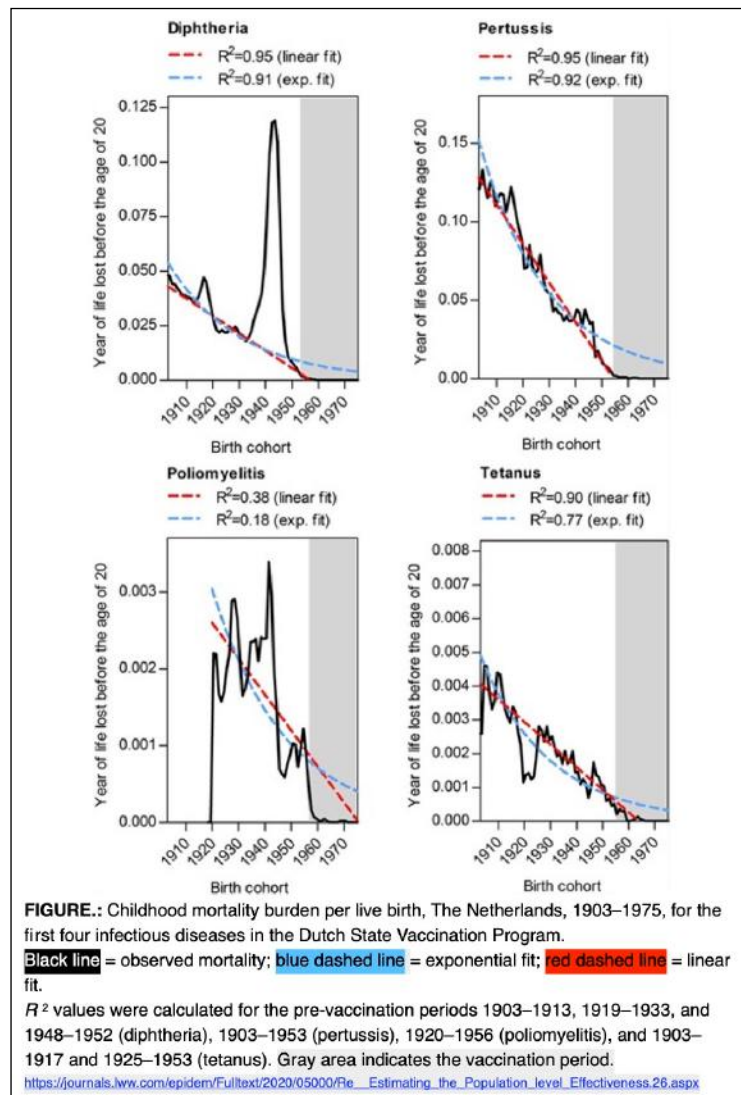 Diphtheria
R²=0.95 (linear fit)
R²=0.91 (exp. fit)
Year of life lost before the age of 20
0.125
0.100
0.075
0.050
0.025
0.000
1910 1920 1930 1940 1950 1960 1970
Birth cohort
Pertussis
R²=0.95 (linear fit)
R²=0.92 (exp. fit)
Year of life lost before the age of 20
0.15
0.10
0.05
0.00
1910 1920 1930 1940 1950 1960 1970
Birth cohort
Poliomyelitis
R²=0.38 (linear fit)
R²=0.18 (exp. fit)
Year of life lost before the age of 20
0.003
0.002
0.001
0.000
1910 1920 1930 1940 1950 1960 1970
Birth cohort
Tetanus
R²=0.90 (linear fit)
R²=0.77 (exp. fit)
Year of life lost before the age of 20
0.008
0.007
0.006
0.005
0.004
0.003
0.002
0.001
0.000
1910 1920 1930 1940 1950 1960 1970
Birth cohort
FIGURE.: Childhood mortality burden per live birth, The Netherlands, 1903–1975, for the
first four infectious diseases in the Dutch State Vaccination Program.
Black line = observed mortality; blue dashed line = exponential fit; red dashed line = linear
fit.
R² values were calculated for the pre-vaccination periods 1903–1913, 1919–1933, and
1948–1952 (diphtheria), 1903–1953 (pertussis), 1920–1956 (poliomyelitis), and 1903–
1917 and 1925–1953 (tetanus). Gray area indicates the vaccination period.
https://journals.lww.com/epidem/Fulltext/2020/05000/Re__Estimating_the_Population_level_Effectiveness.26.aspx